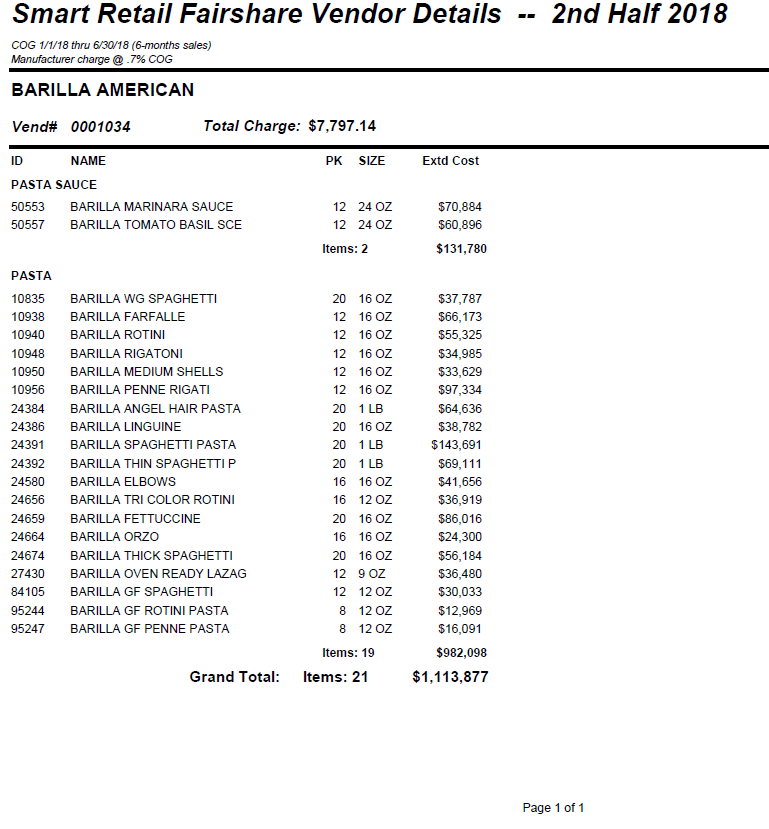 Smart Retail Fairshare Vendor Details -- 2nd Half 2018
COG 1/1/18 thru 6/30/18 (6-months sales)
Manufacturer charge @ .7% COG
BARILLA AMERICAN
Vend# 0001034 Total Charge: $7,797.14
ID NAME PK SIZE Extd Cost
PASTA SAUCE
50553 BARILLA MARINARA SAUCE 12 24 OZ $70,884
50557 BARILLA TOMATO BASIL SCE 12 24 OZ $60,896
Items: 2 $131,780
PASTA
10835 BARILLA WG SPAGHETTI 20 16 OZ $37,787
10938 BARILLA FARFALLE 12 16 OZ $66,173
10940 BARILLA ROTINI 12 16 OZ $55,325
10948 BARILLA RIGATONI 12 16 OZ $34,985
10950 BARILLA MEDIUM SHELLS 12 16 OZ $33,629
10956 BARILLA PENNE RIGATI 12 16 OZ $97,334
24384 BARILLA ANGEL HAIR PASTA 20 1 LB $64,636
24386 BARILLA LINGUINE 20 16 OZ $38,782
24391 BARILLA SPAGHETTI PASTA 20 1 LB $143,691
24392 BARILLA THIN SPAGHETTI P 20 1 LB $69,111
24580 BARILLA ELBOWS 16 16 OZ $41,656
24656 BARILLA TRI COLOR ROTINI 16 12 OZ $36,919
24659 BARILLA FETTUCCINE 20 16 OZ $86,016
24664 BARILLA ORZO 16 16 OZ $24,300
24674 BARILLA THICK SPAGHETTI 20 16 OZ $56,184
27430 BARILLA OVEN READY LAZAG 12 9 OZ $36,480
84105 BARILLA GF SPAGHETTI 12 12 OZ $30,033
95244 BARILLA GF ROTINI PASTA 8 12 OZ $12,969
95247 BARILLA GF PENNE PASTA 8 12 OZ $16,091
Items: 19 $982,098
Grand Total: Items: 21 $1,113,877
Page 1 of 1